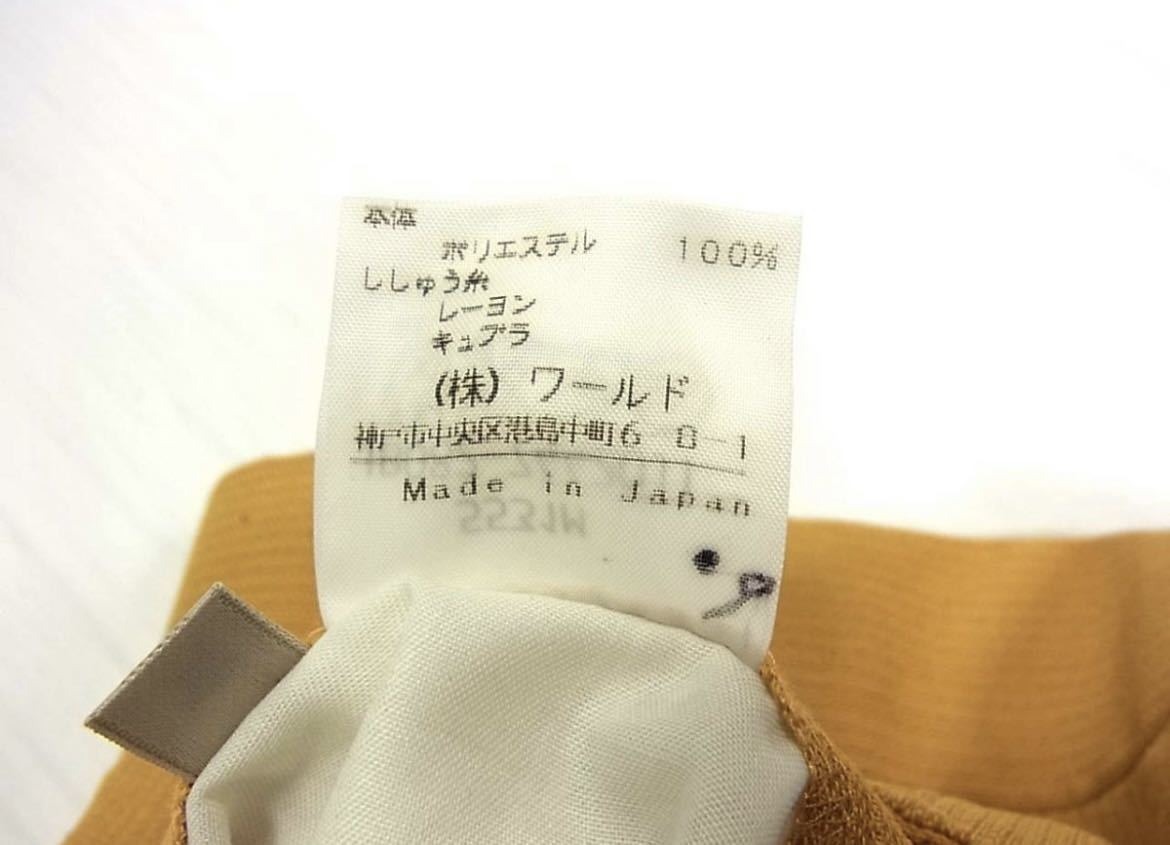 本体
ポリエステル 100%
ししゅう糸
レーヨン
キュプラ
(株) ワールド
神戸市中央区港島中町6-8-1
Made in Japan